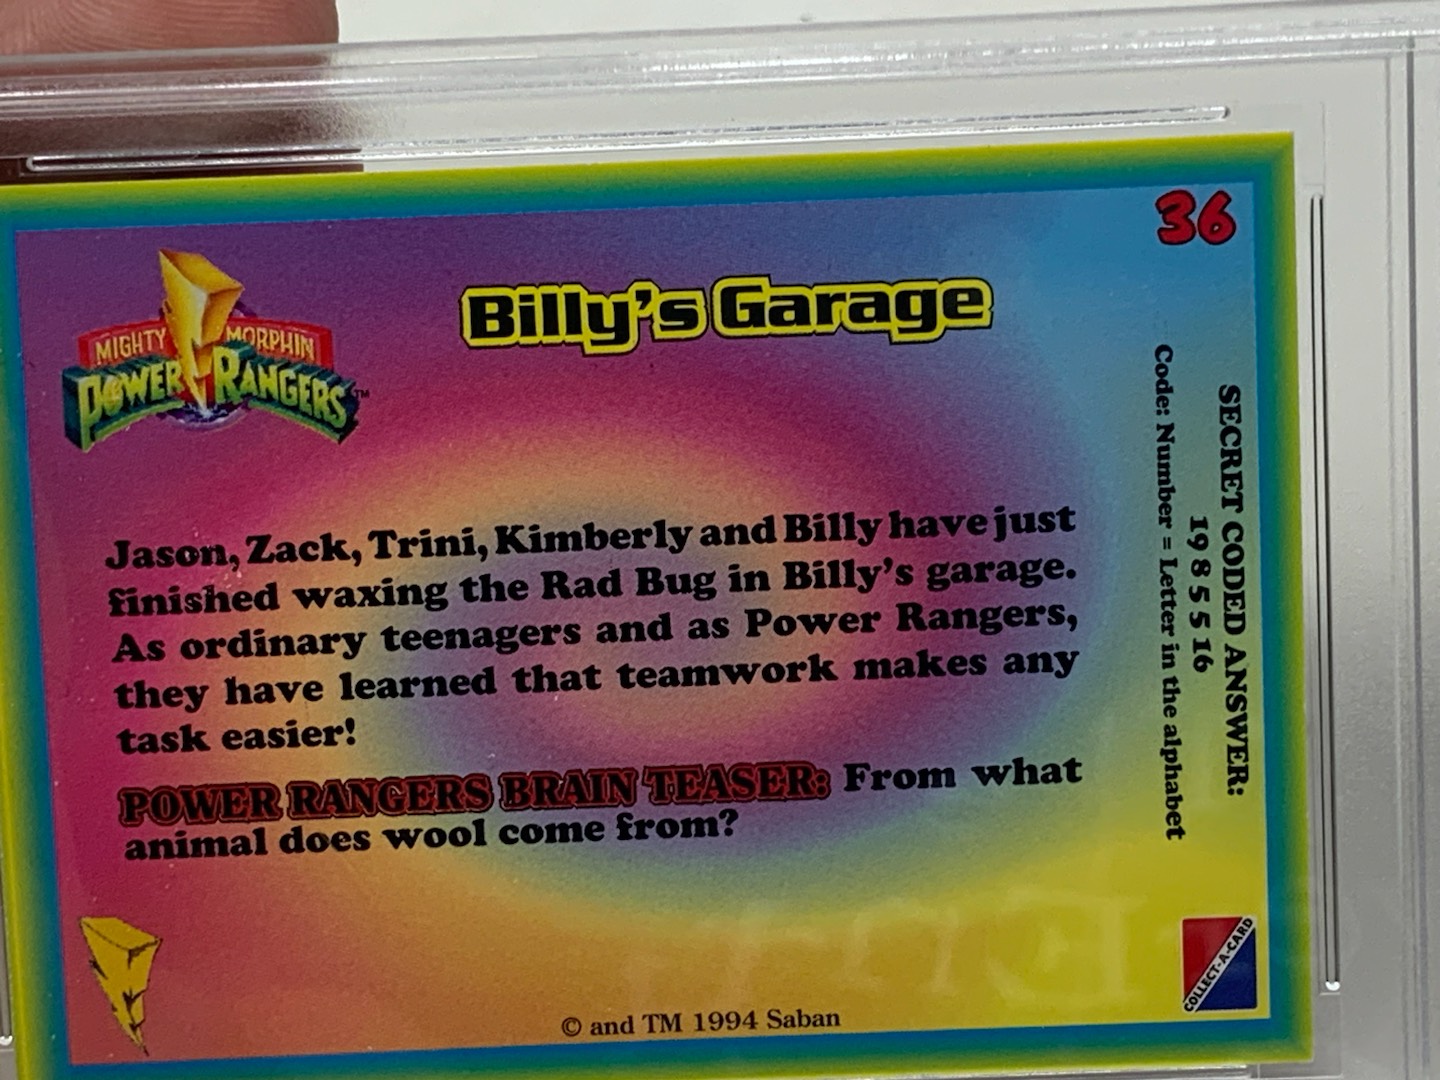 36
Billy's Garage
MIGHTY MORPHIN
POWER RANGERS™
Jason, Zack, Trini, Kimberly and Billy have just
finished waxing the Rad Bug in Billy's garage.
As ordinary teenagers and as Power Rangers,
they have learned that teamwork makes any
task easier!
POWER RANGERS BRAIN TEASER: From what
animal does wool come from?
SECRET CODED ANSWER:
19 8 5 5 16
Code: Number = Letter in the alphabet
COLLECT-A-CARD
© and TM 1994 Saban